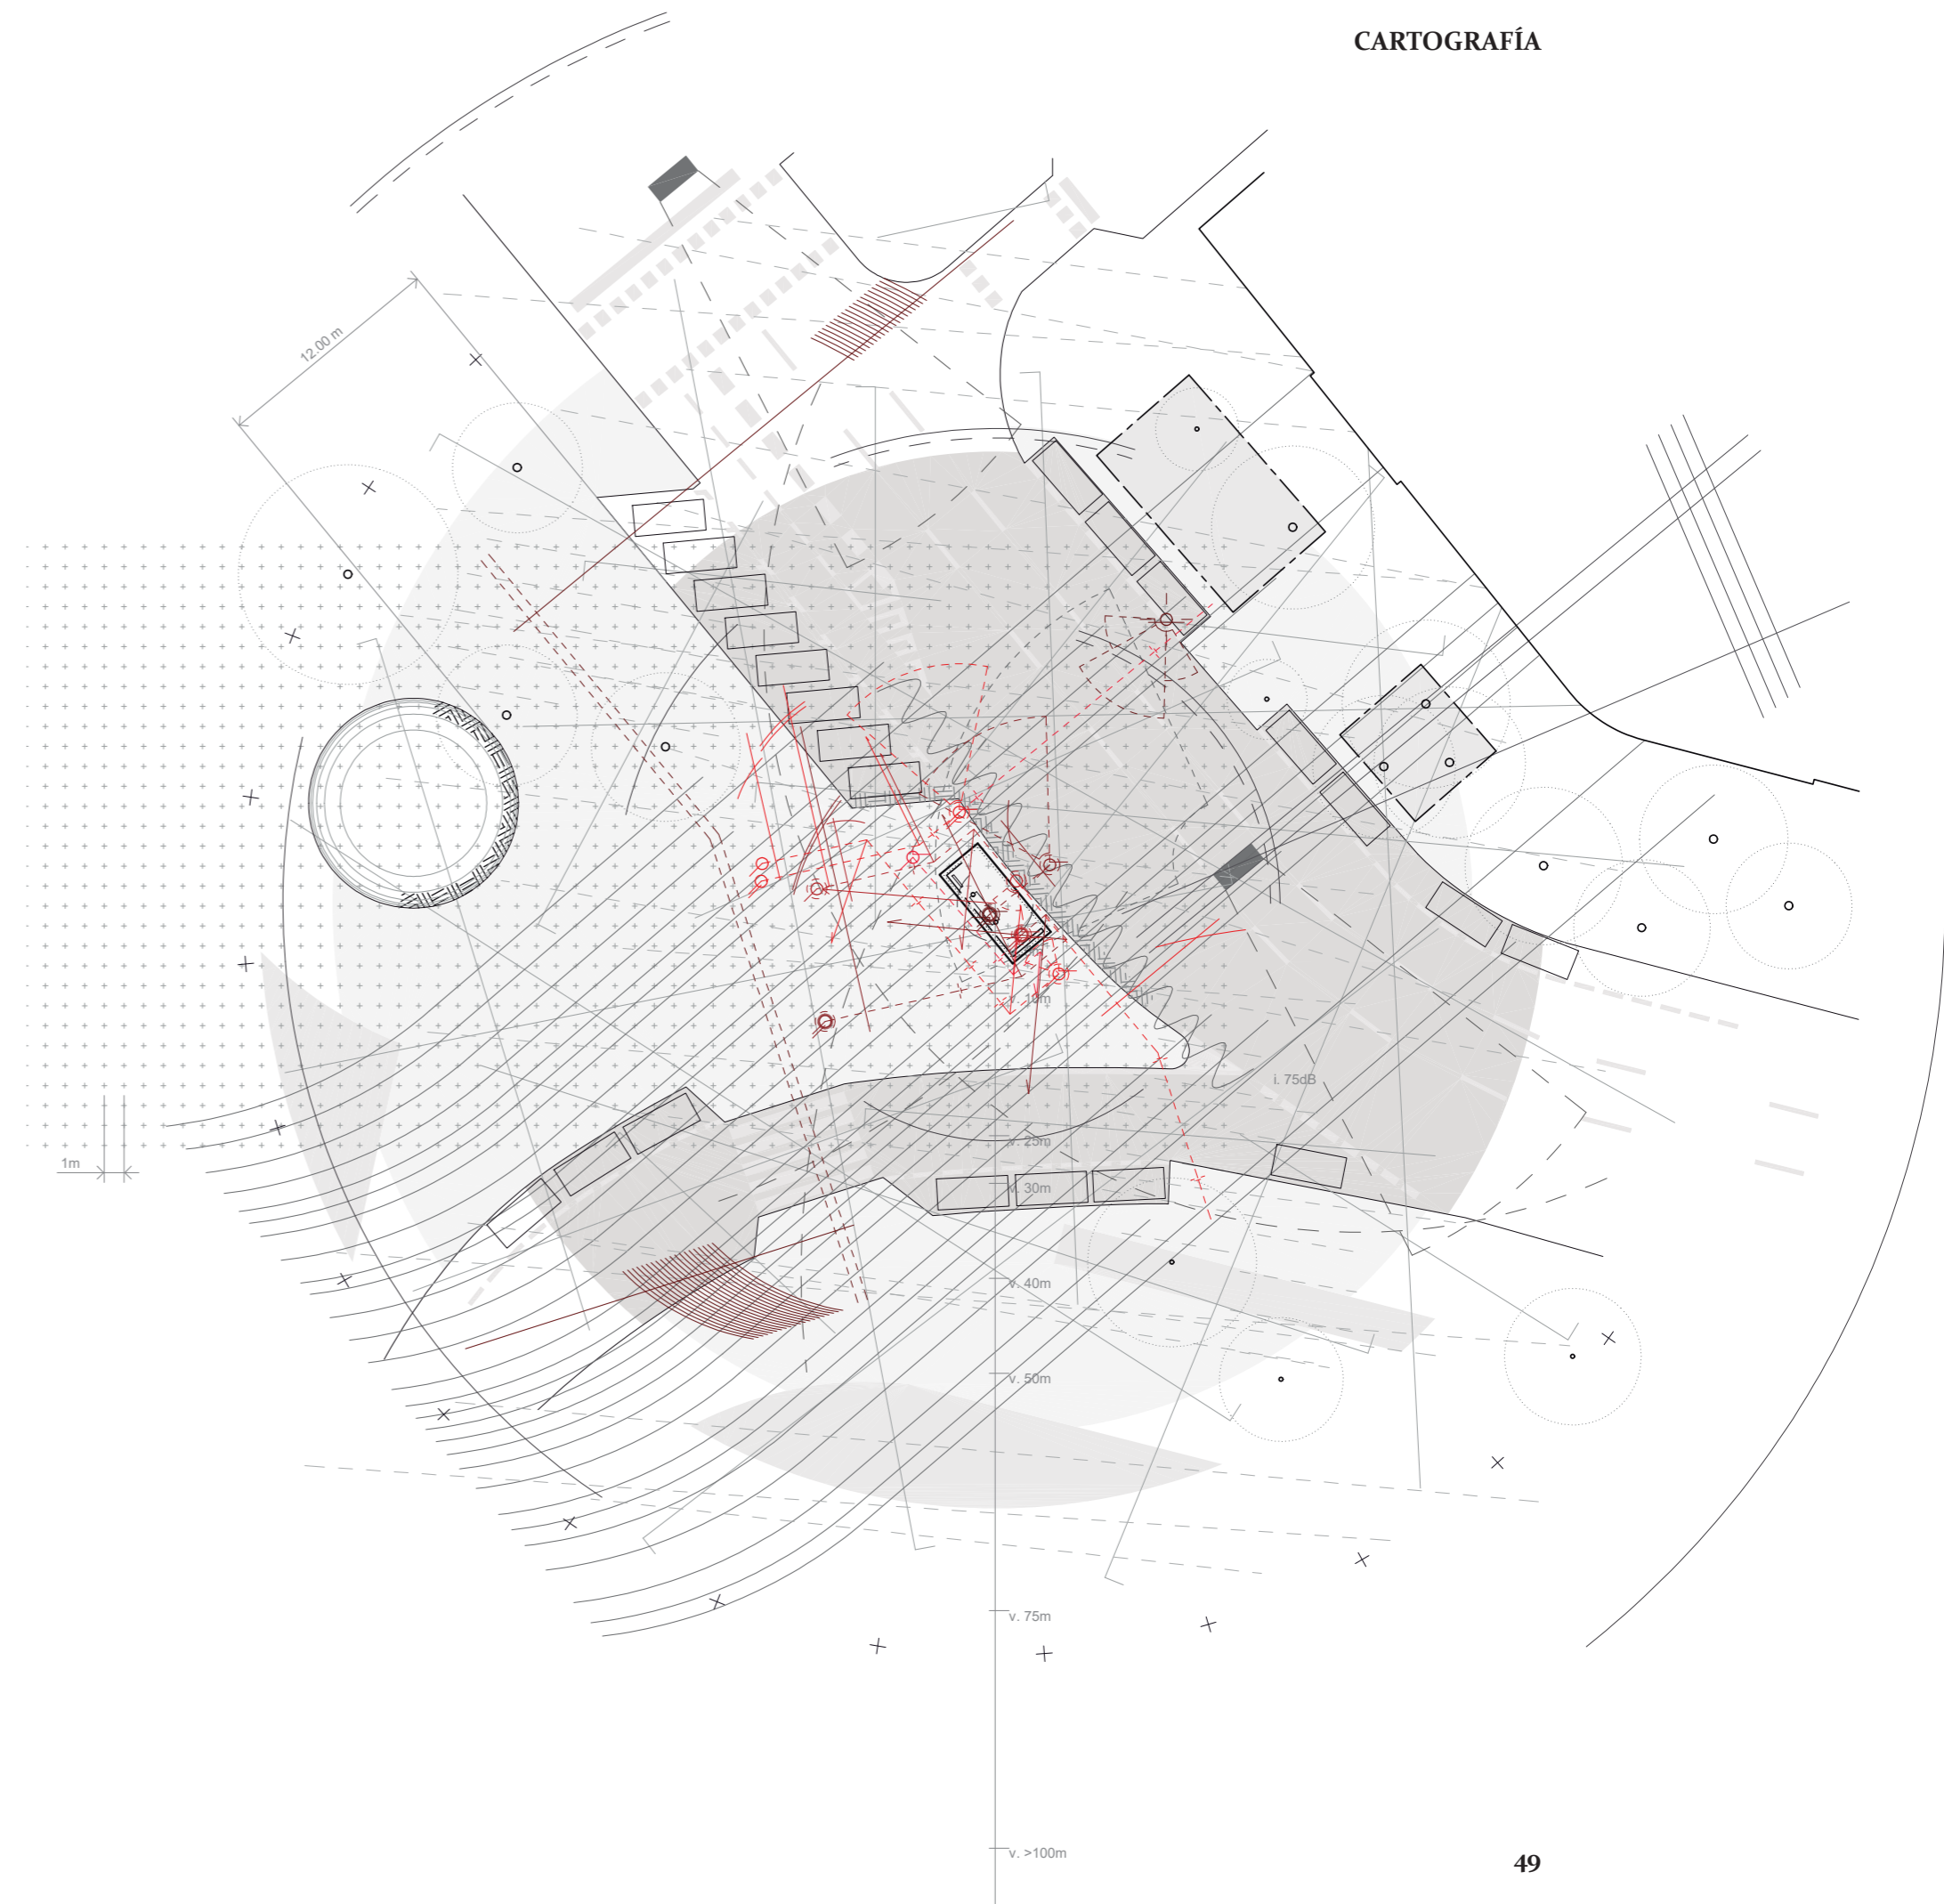 CARTOGRAFÍA
12.00 m
v. 10m
i. 75dB
v. 25m
1m
v. 30m
v. 40m
v. 50m
v. 75m
v. >100m
49